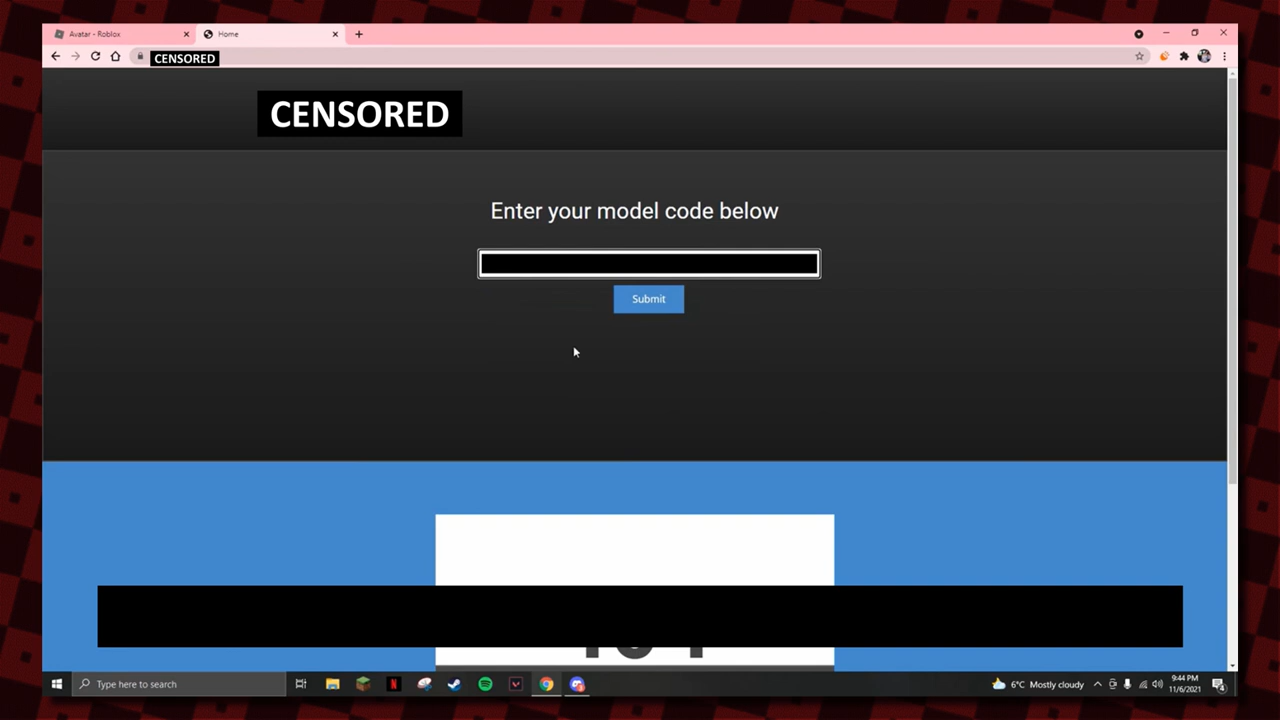 Avatar - Roblox
Home
CENSORED
CENSORED
Enter your model code below
Submit
Type here to search
6°C Mostly cloudy
9:44 PM
11/6/2021